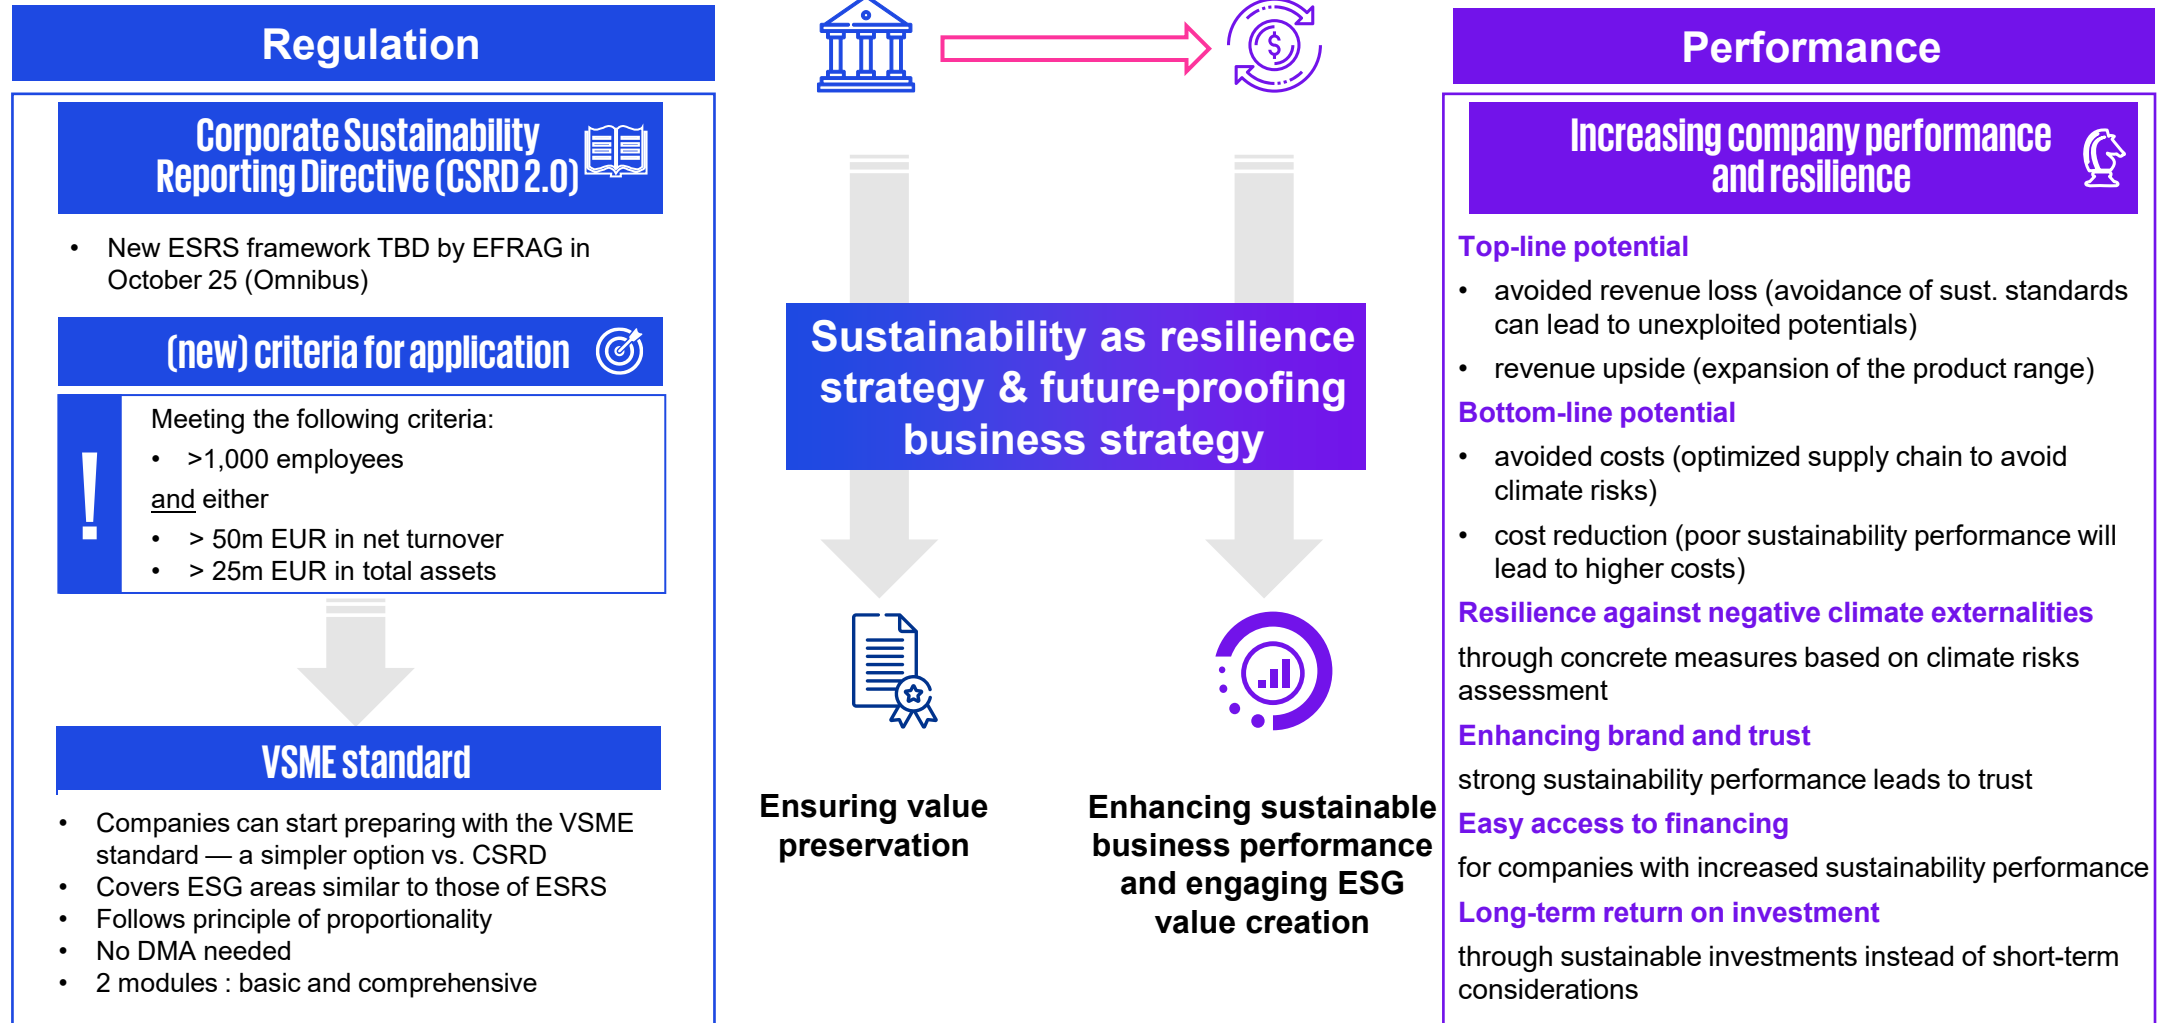 Regulation
Corporate Sustainability
Reporting Directive (CSRD 2.0)
• New ESRS framework TBD by EFRAG in
October 25 (Omnibus)
(new) criteria for application
!
Meeting the following criteria:
• >1,000 employees
and either
• > 50m EUR in net turnover
• > 25m EUR in total assets
VSME standard
• Companies can start preparing with the VSME
standard — a simpler option vs. CSRD
• Covers ESG areas similar to those of ESRS
• Follows principle of proportionality
• No DMA needed
• 2 modules : basic and comprehensive
$
Sustainability as resilience
strategy & future-proofing
business strategy
Ensuring value
preservation
Enhancing sustainable
business performance
and engaging ESG
value creation
Performance
Increasing company performance
and resilience
Top-line potential
• avoided revenue loss (avoidance of sust. standards
can lead to unexploited potentials)
• revenue upside (expansion of the product range)
Bottom-line potential
• avoided costs (optimized supply chain to avoid
climate risks)
• cost reduction (poor sustainability performance will
lead to higher costs)
Resilience against negative climate externalities
through concrete measures based on climate risks
assessment
Enhancing brand and trust
strong sustainability performance leads to trust
Easy access to financing
for companies with increased sustainability performance
Long-term return on investment
through sustainable investments instead of short-term
considerations